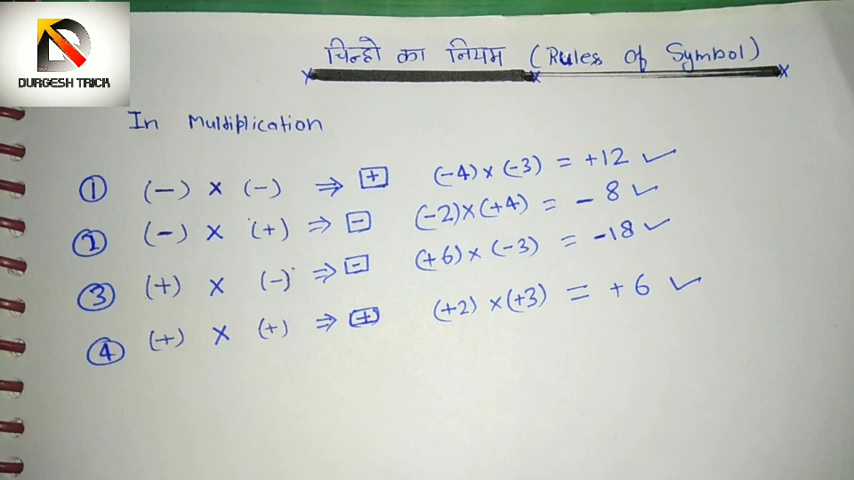 DURGESH TRICK
चिन्हो का नियम (Rules of Symbol)
In Multiplication
① (-) × (-) ⇒ + (-4)×(-3) = +12 ✓
② (-) × (+) ⇒ - (-2)×(+4) = - 8 ✓
③ (+) × (-) ⇒ - (+6)×(-3) = -18 ✓
④ (+) × (+) ⇒ + (+2)×(+3) = +6 ✓